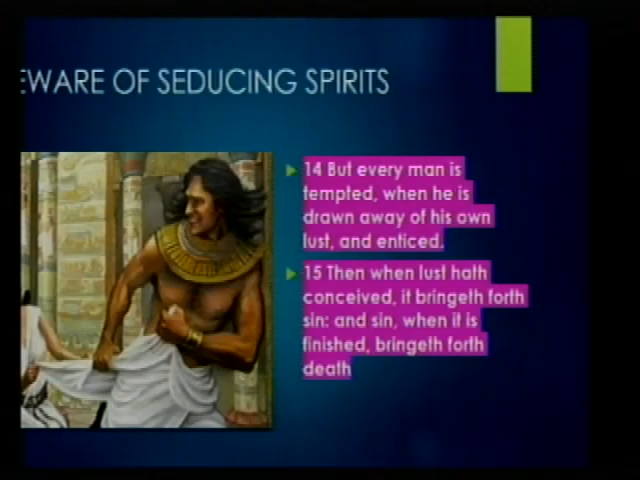 EWARE OF SEDUCING SPIRITS
14 But every man is
tempted, when he is
drawn away of his own
lust, and enticed.
15 Then when lust hath
conceived, it bringeth forth
sin: and sin, when it is
finished, bringeth forth
death